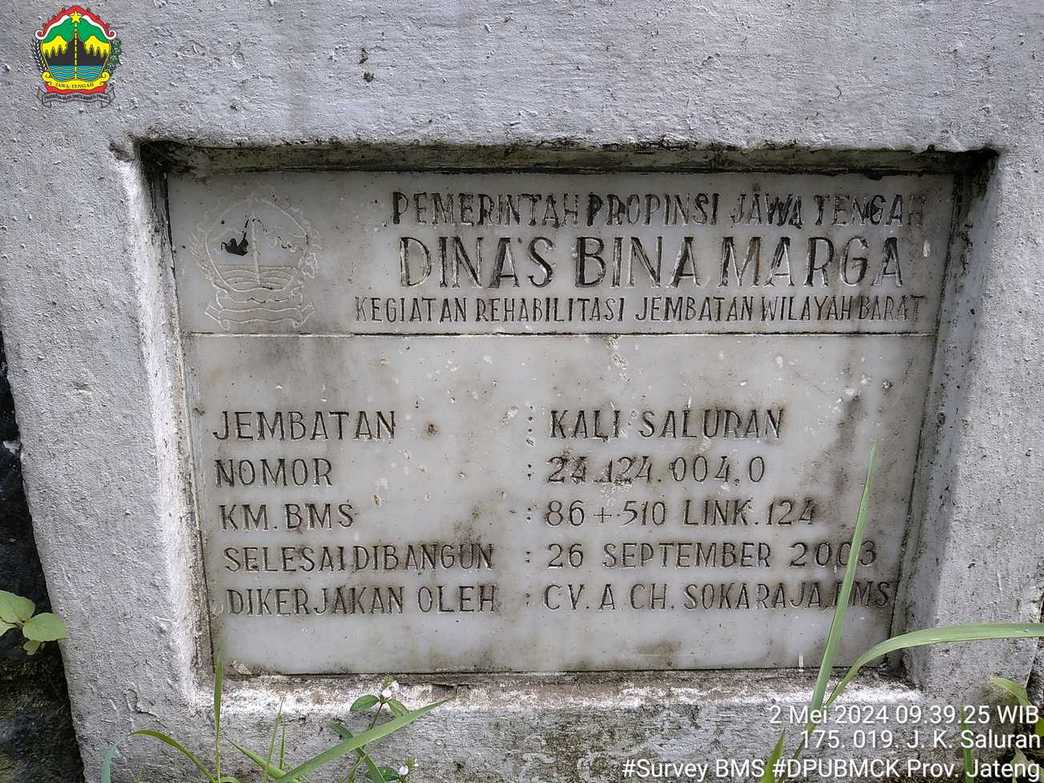 JAWA TENGAH
PEMERINTAH PROPINSI JAWA TENGAH
DINAS BINA MARGA
KEGIATAN REHABILITASI JEMBATAN WILAYAH BARAT
JEMBATAN : KALI SALURAN
NOMOR : 24.124.004.0
KM. BMS : 86+510 LINK. 124
SELESAI DIBANGUN : 26 SEPTEMBER 2003
DIKERJAKAN OLEH : CV. A CH. SOKARAJA. BMS
2 Mei 2024 09.39.25 WIB
175. 019. J. K. Saluran
#Survey BMS #DPUBMCK Prov. Jateng